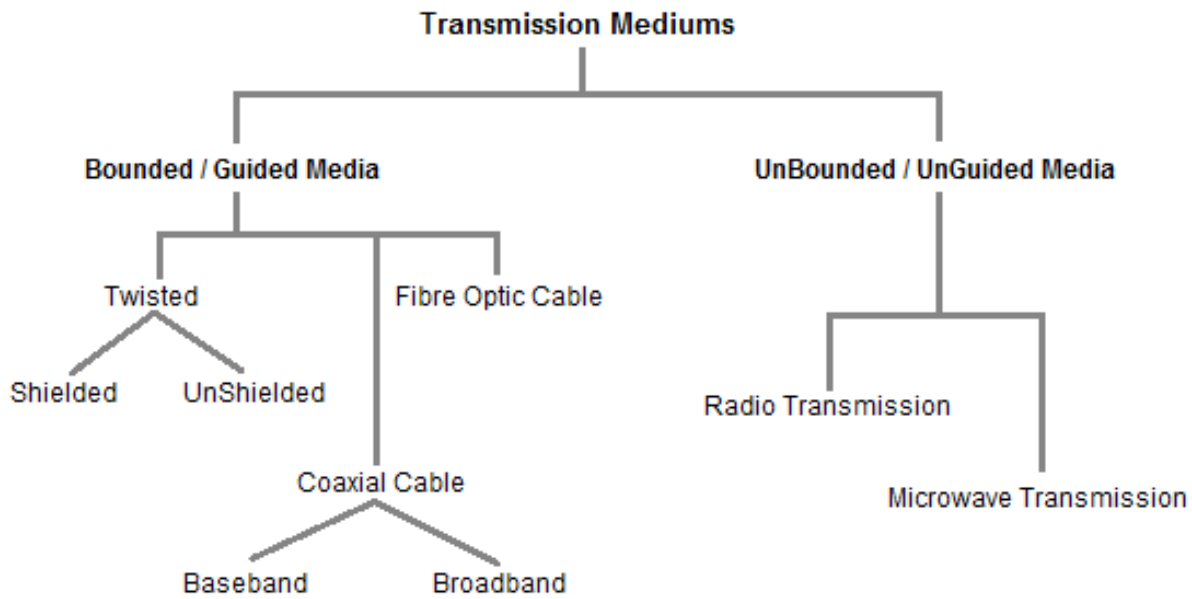 Transmission Mediums
Bounded / Guided Media
UnBounded / UnGuided Media
Twisted
Fibre Optic Cable
Shielded
UnShielded
Radio Transmission
Coaxial Cable
Microwave Transmission
Baseband
Broadband